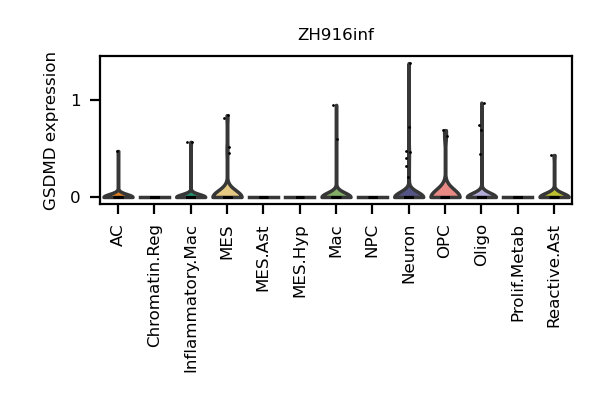 ZH916inf
GSDMD expression
1
0
AC
Chromatin.Reg
Inflammatory.Mac
MES
MES.Ast
MES.Hyp
Mac
NPC
Neuron
OPC
Oligo
Prolif.Metab
Reactive.Ast